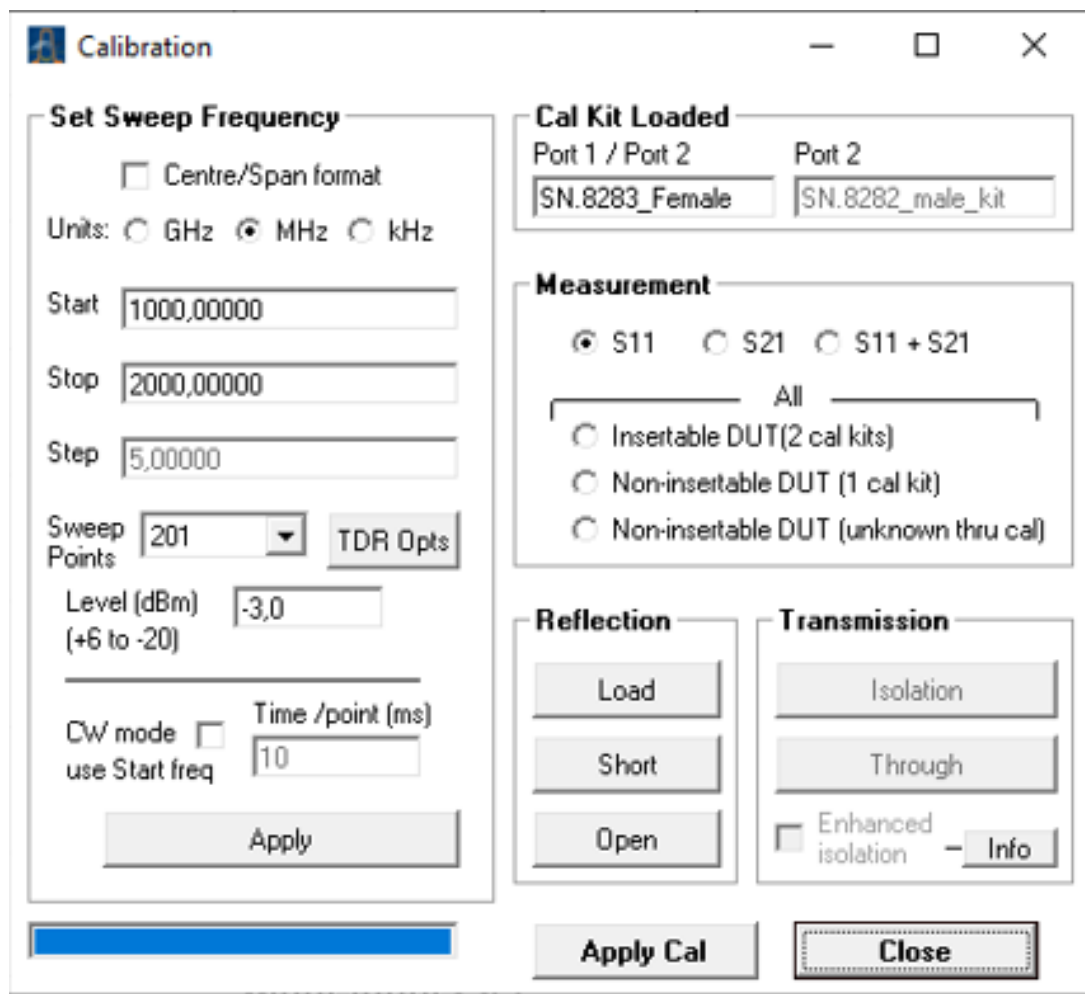 Calibration
Set Sweep Frequency
Centre/Span format
Units: GHz MHz kHz
Start 1000,00000
Stop 2000,00000
Step 5,00000
Sweep Points 201 TDR Opts
Level (dBm) -3,0
(+6 to -20)
CW mode Time /point (ms)
use Start freq 10
Apply
Cal Kit Loaded
Port 1 / Port 2 Port 2
SN.8283_Female SN.8282_male_kit
Measurement
S11 S21 S11 + S21
All
Insertable DUT(2 cal kits)
Non-insertable DUT (1 cal kit)
Non-insertable DUT (unknown thru cal)
Reflection
Load
Short
Open
Transmission
Isolation
Through
Enhanced
isolation Info
Apply Cal Close